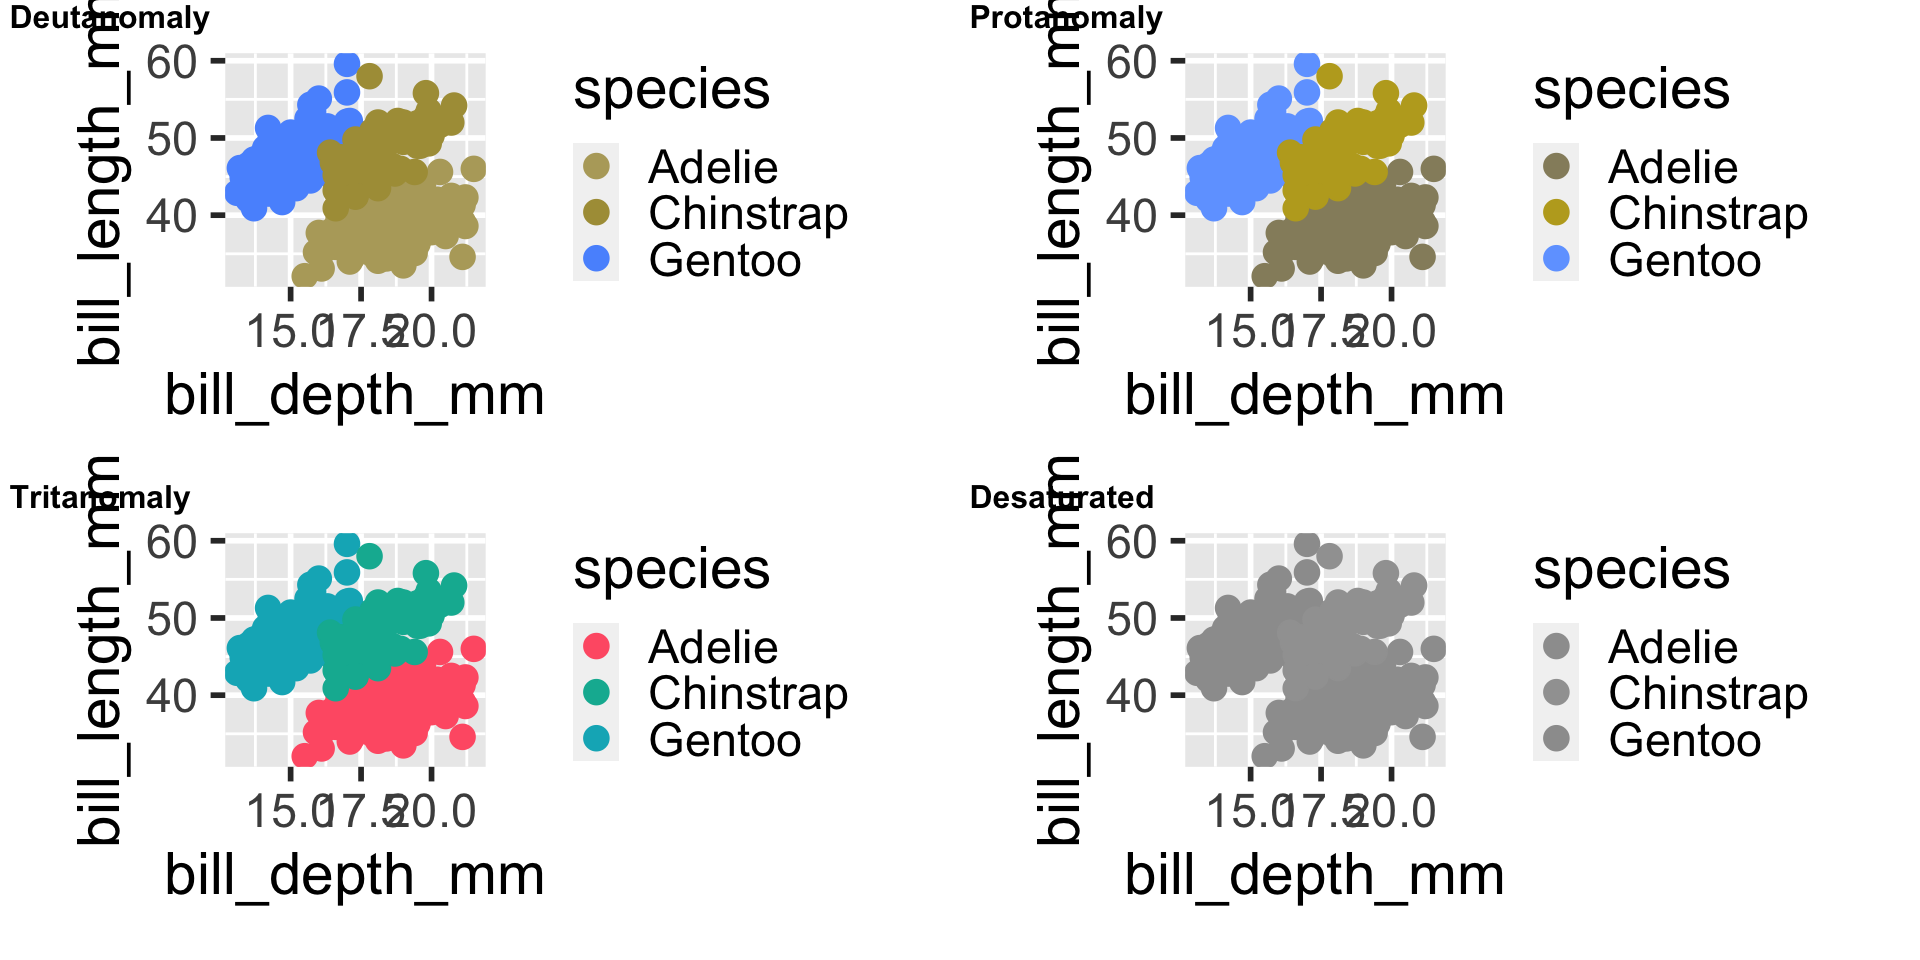 Deutanomaly
bill_length_mm
60
50
40
15.0
17.5
20.0
bill_depth_mm
species
Adelie
Chinstrap
Gentoo
Protanomaly
bill_length_mm
60
50
40
15.0
17.5
20.0
bill_depth_mm
species
Adelie
Chinstrap
Gentoo
Tritanomaly
bill_length_mm
60
50
40
15.0
17.5
20.0
bill_depth_mm
species
Adelie
Chinstrap
Gentoo
Desaturated
bill_length_mm
60
50
40
15.0
17.5
20.0
bill_depth_mm
species
Adelie
Chinstrap
Gentoo